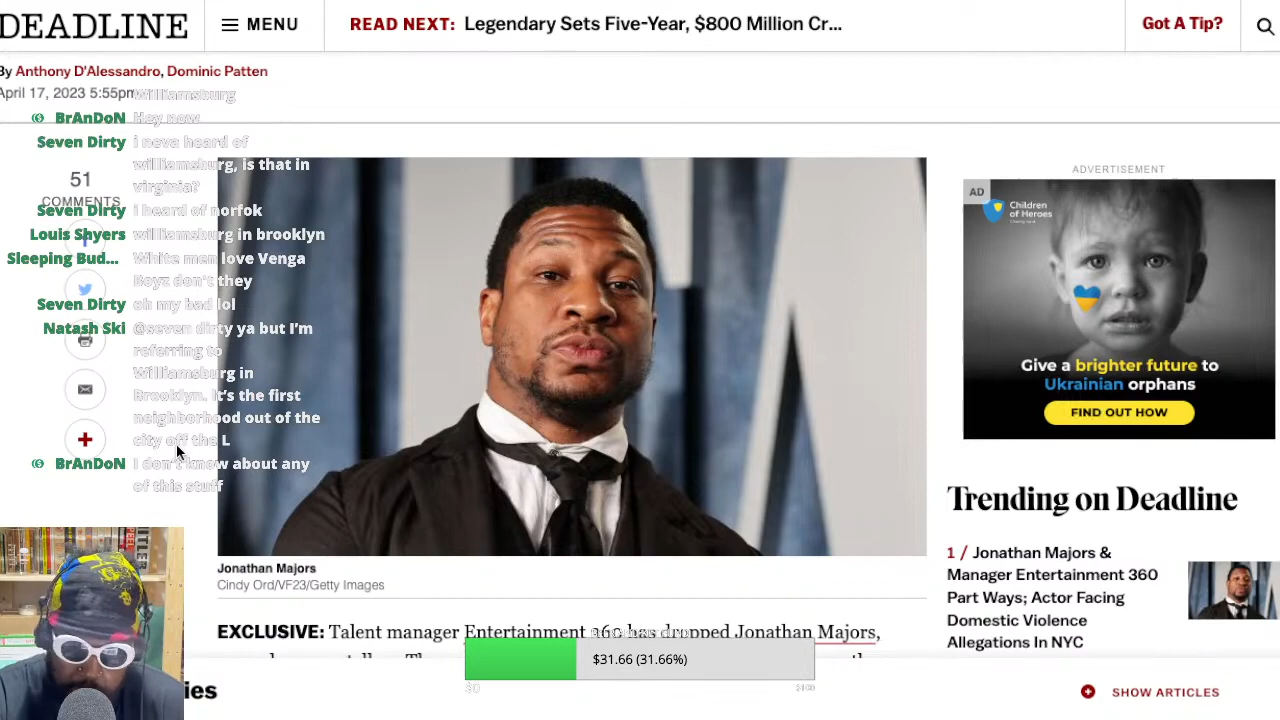 DEADLINE
MENU
READ NEXT: Legendary Sets Five-Year, $800 Million Cr...
Got A Tip?
By Anthony D'Alessandro, Dominic Patten
April 17, 2023 5:55pm
Williamsburg
BrAnDoN Hey now
Seven Dirty i neva heard of
williamsburg, is that in
virginia?
51
COMMENTS
Seven Dirty i heard of norfok
Louis Shyers williamsburg in brooklyn
Sleeping Bud... White men love Venga
Boyz don't they
Seven Dirty oh my bad lol
Natash Ski @seven dirty ya but I'm
referring to
Williamsburg in
Brooklyn. It's the first
neighborhood out of the
city off the L
BrAnDoN I don't know about any
of this stuff
ADVERTISEMENT
AD
Children
of Heroes
Give a brighter future to
Ukrainian orphans
FIND OUT HOW
Trending on Deadline
1 / Jonathan Majors &
Manager Entertainment 360
Part Ways; Actor Facing
Domestic Violence
Allegations In NYC
Jonathan Majors
Cindy Ord/VF23/Getty Images
EXCLUSIVE: Talent manager Entertainment 360 has dropped Jonathan Majors,
$31.66 (31.66%)
$0
$100
ies
SHOW ARTICLES